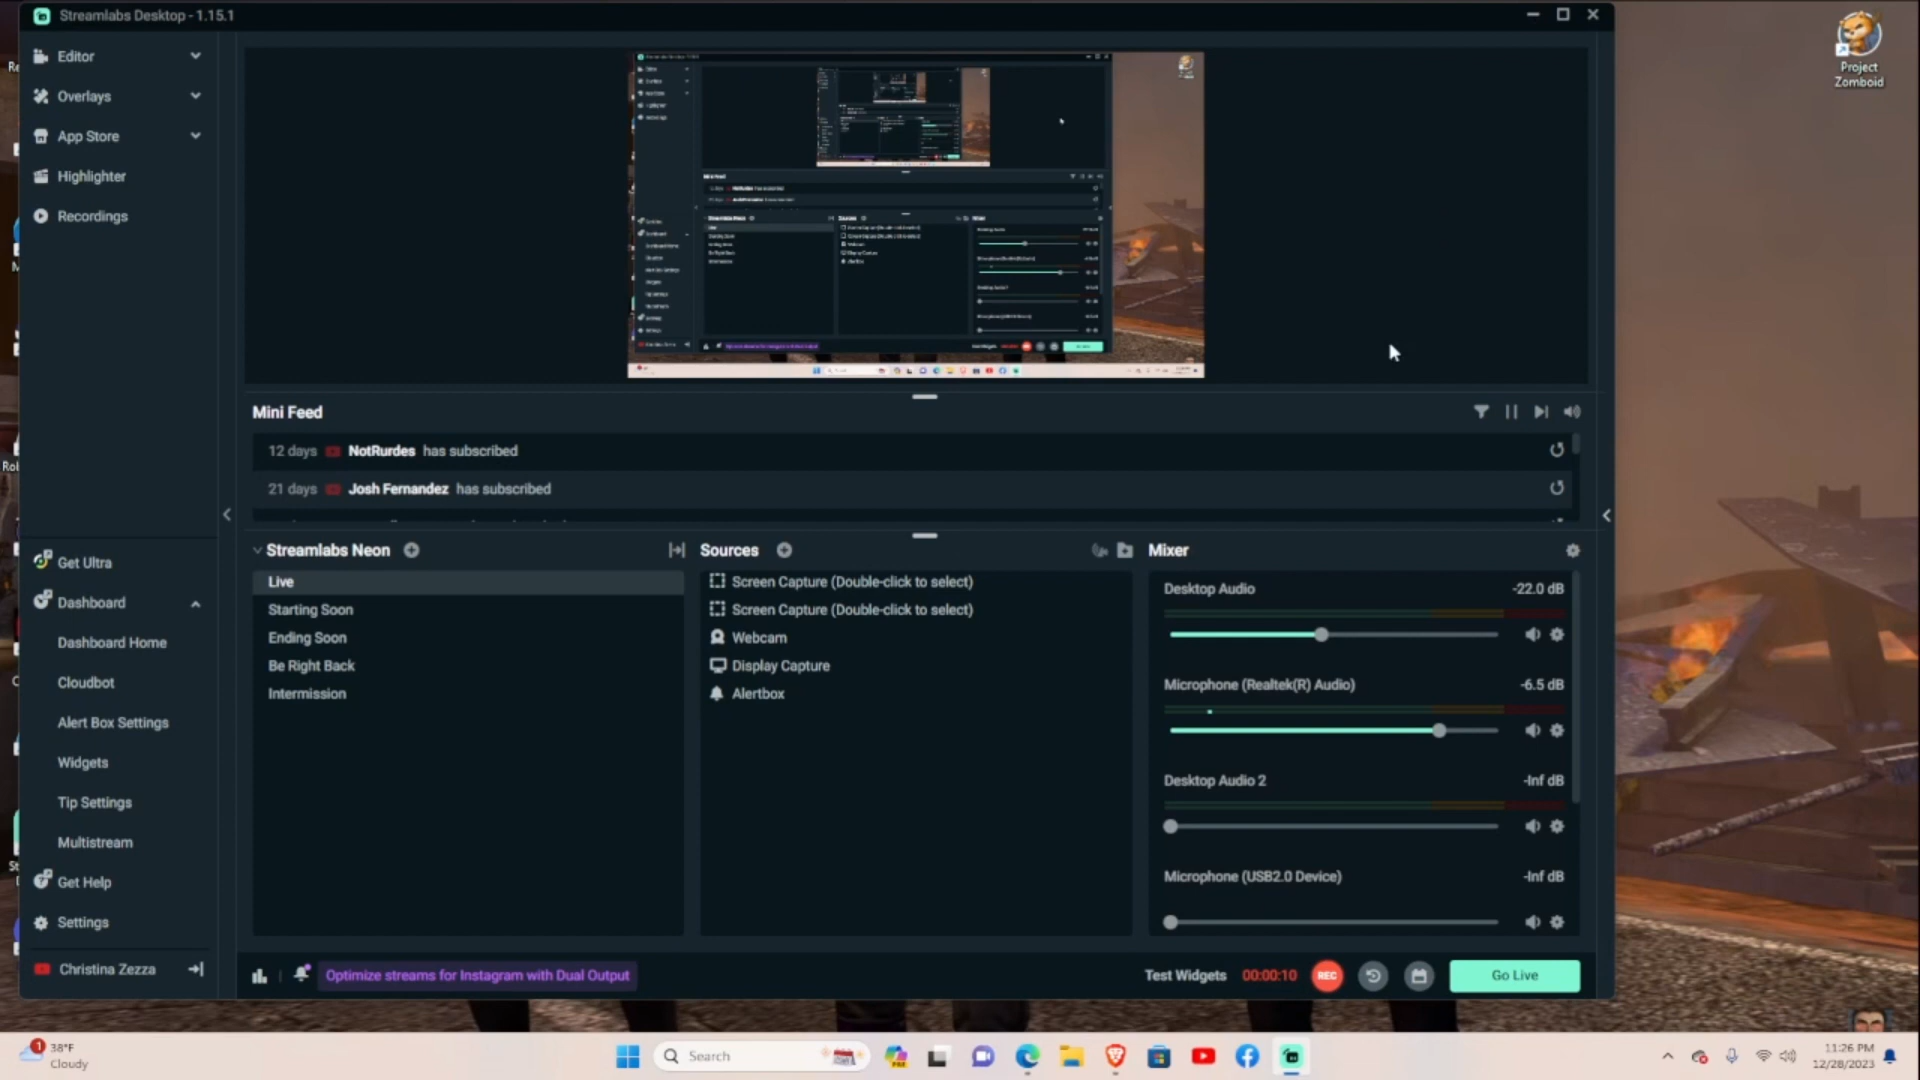 Streamlabs Desktop - 1.15.1
Editor
Overlays
App Store
Highlighter
Recordings
Get Ultra
Dashboard
Dashboard Home
Cloudbot
Alert Box Settings
Widgets
Tip Settings
Multistream
Get Help
Settings
Christina Zezza
Mini Feed
12 days NotRurdes has subscribed
21 days Josh Fernandez has subscribed
Streamlabs Neon
Live
Starting Soon
Ending Soon
Be Right Back
Intermission
Sources
Screen Capture (Double-click to select)
Screen Capture (Double-click to select)
Webcam
Display Capture
Alertbox
Mixer
Desktop Audio -22.0 dB
Microphone (Realtek(R) Audio) -6.5 dB
Desktop Audio 2 -Inf dB
Microphone (USB2.0 Device) -Inf dB
Optimize streams for Instagram with Dual Output
Test Widgets 00:00:10 REC Go Live
Project
Zomboid
1
38°F
Cloudy
Search
11:26 PM
12/28/2023